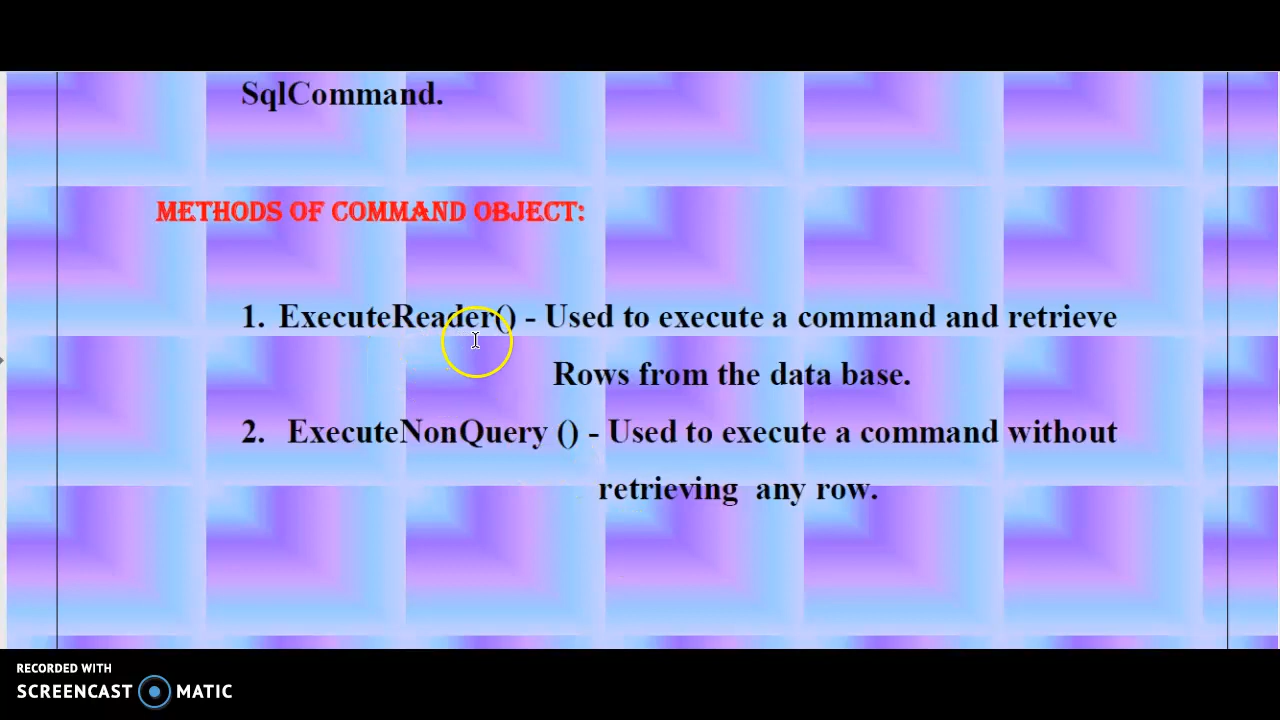 SqlCommand.
METHODS OF COMMAND OBJECT:
1. ExecuteReader() - Used to execute a command and retrieve
Rows from the data base.
2. ExecuteNonQuery () - Used to execute a command without
retrieving any row.
RECORDED WITH
SCREENCAST MATIC